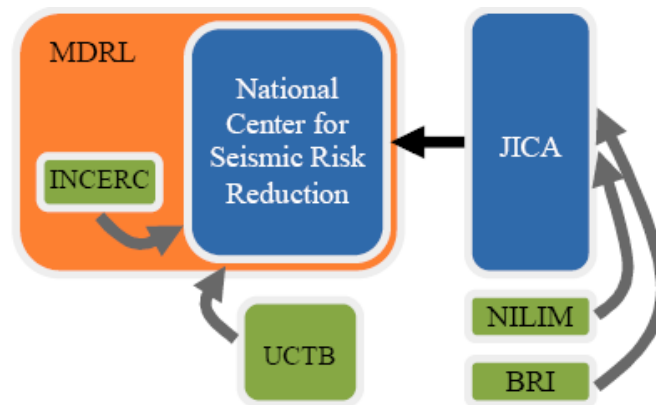 MDRL
National
Center for
Seismic Risk
Reduction
INCERC
JICA
UCTB
NILIM
BRI